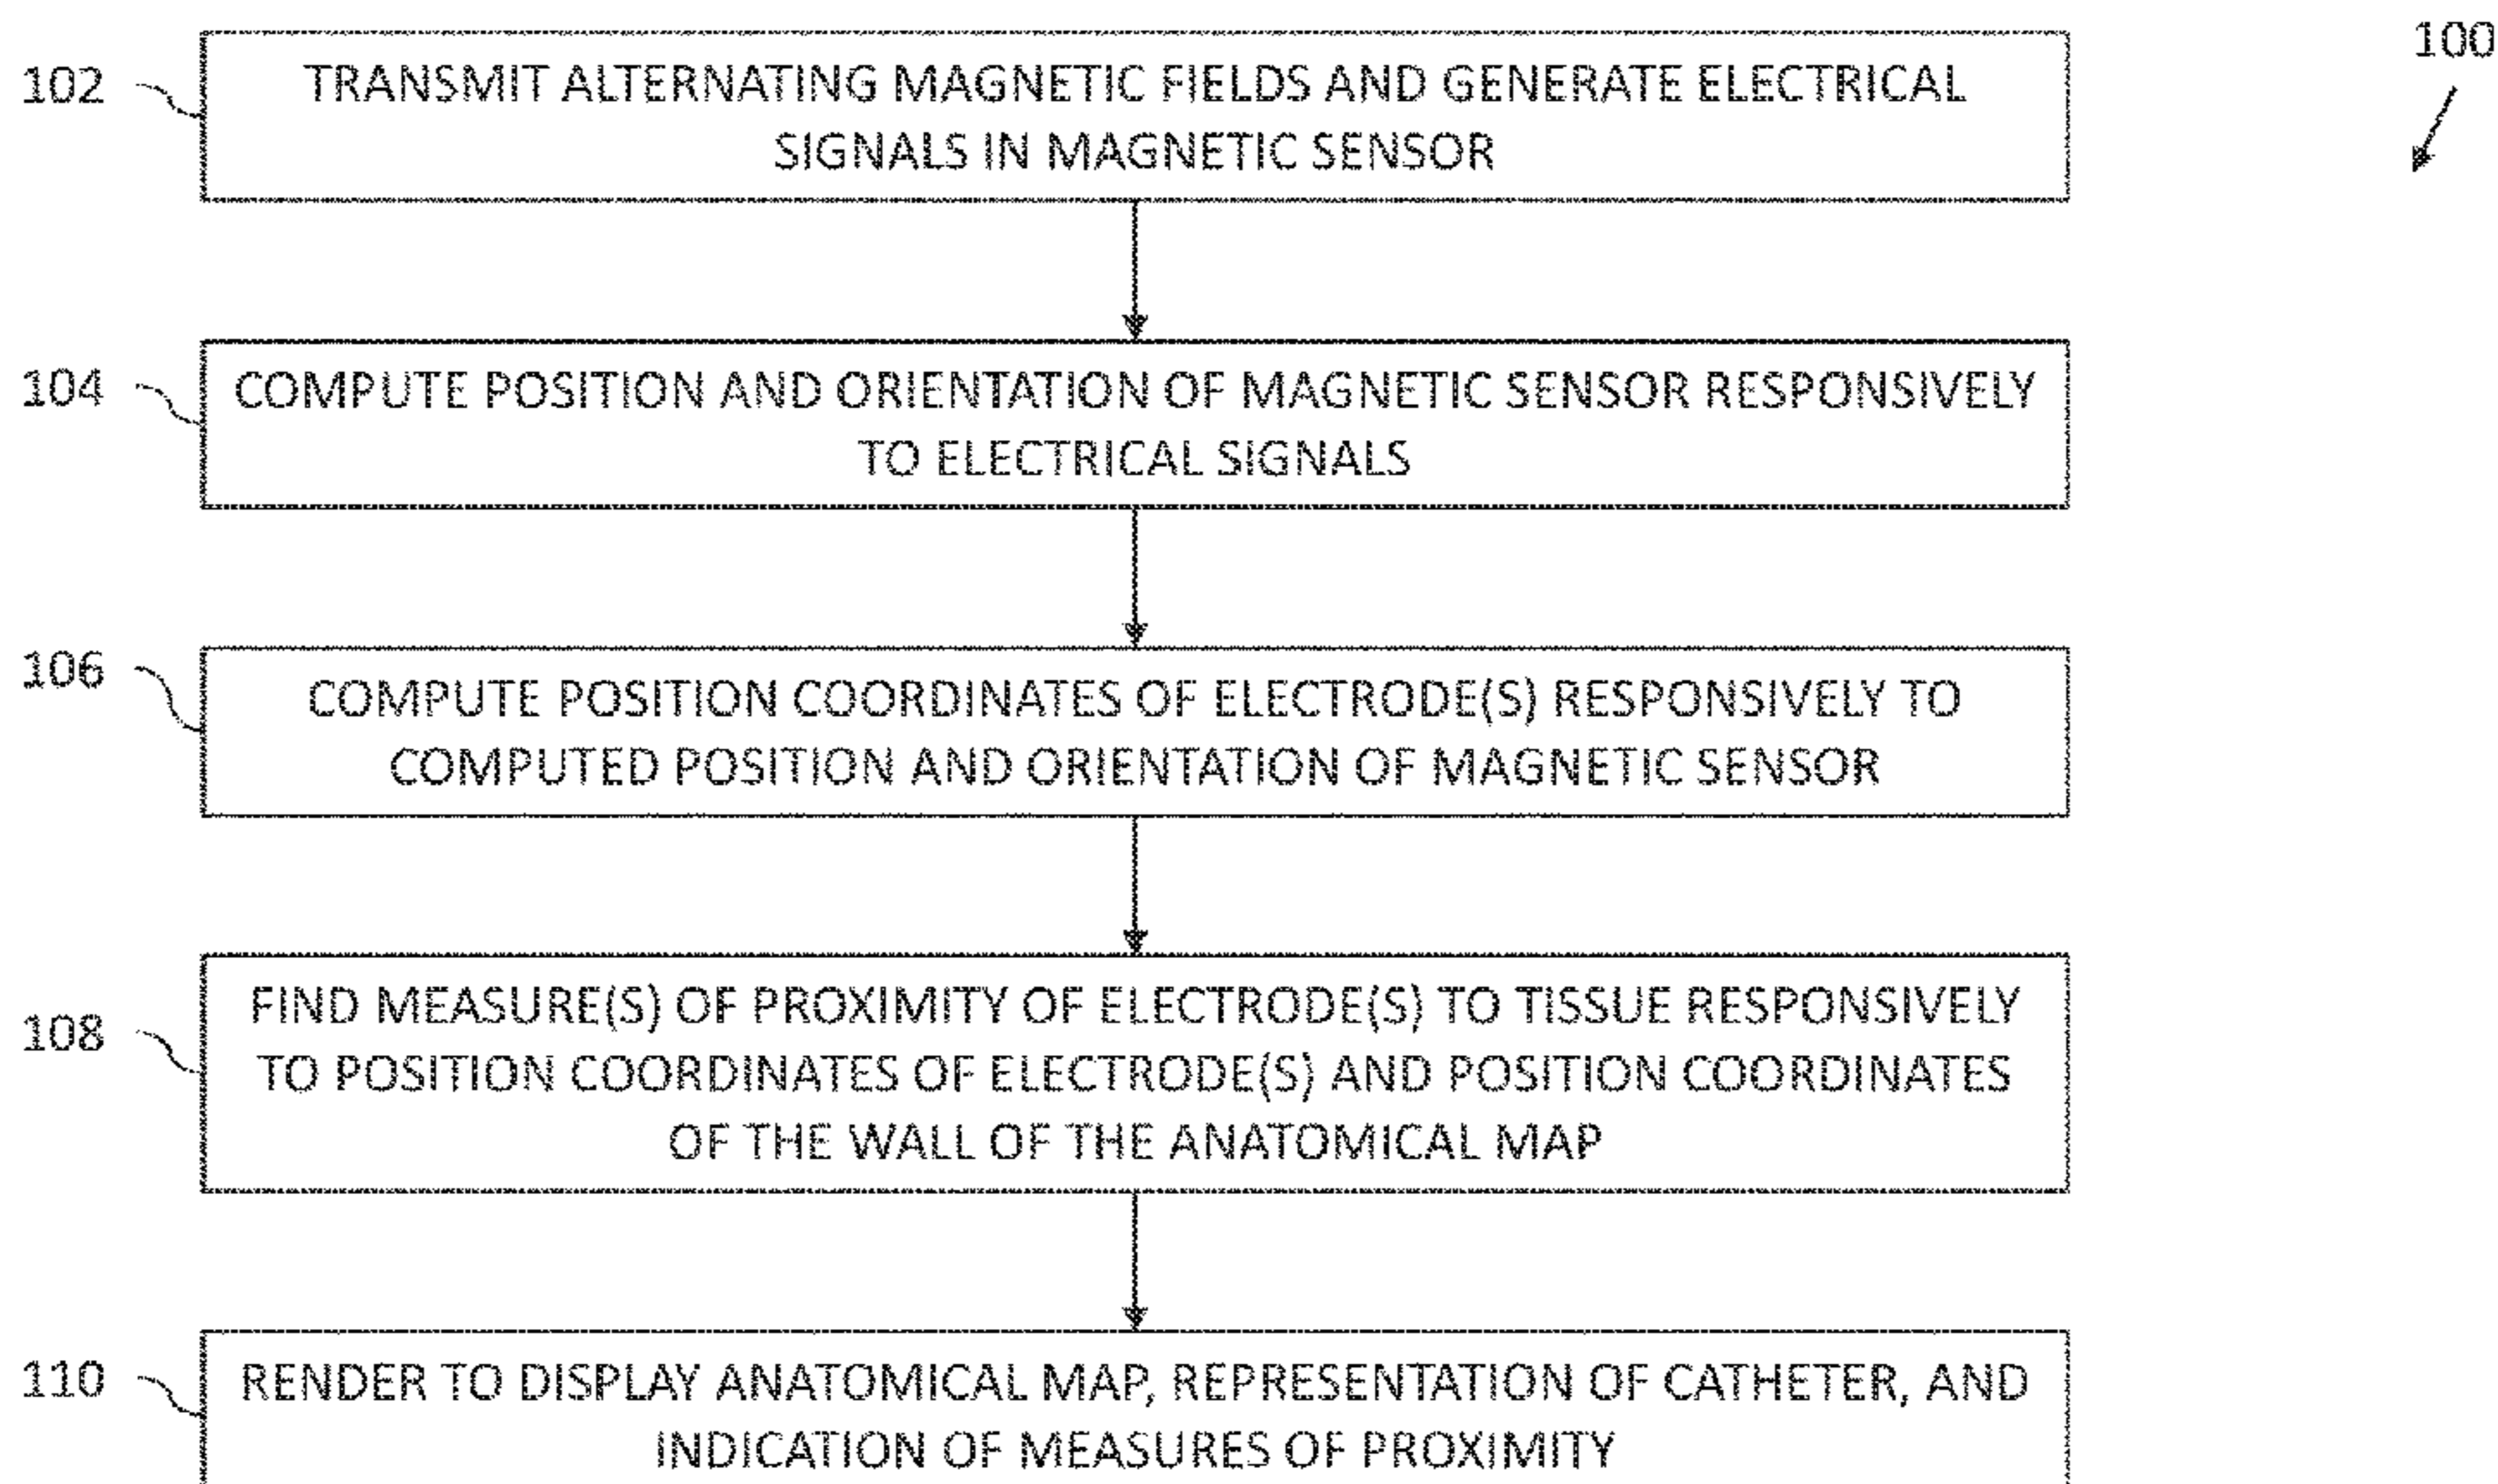 100
102
TRANSMIT ALTERNATING MAGNETIC FIELDS AND GENERATE ELECTRICAL
SIGNALS IN MAGNETIC SENSOR
104
COMPUTE POSITION AND ORIENTATION OF MAGNETIC SENSOR RESPONSIVELY
TO ELECTRICAL SIGNALS
106
COMPUTE POSITION COORDINATES OF ELECTRODE(S) RESPONSIVELY TO
COMPUTED POSITION AND ORIENTATION OF MAGNETIC SENSOR
108
FIND MEASURE(S) OF PROXIMITY OF ELECTRODE(S) TO TISSUE RESPONSIVELY
TO POSITION COORDINATES OF ELECTRODE(S) AND POSITION COORDINATES
OF THE WALL OF THE ANATOMICAL MAP
110
RENDER TO DISPLAY ANATOMICAL MAP, REPRESENTATION OF CATHETER, AND
INDICATION OF MEASURES OF PROXIMITY